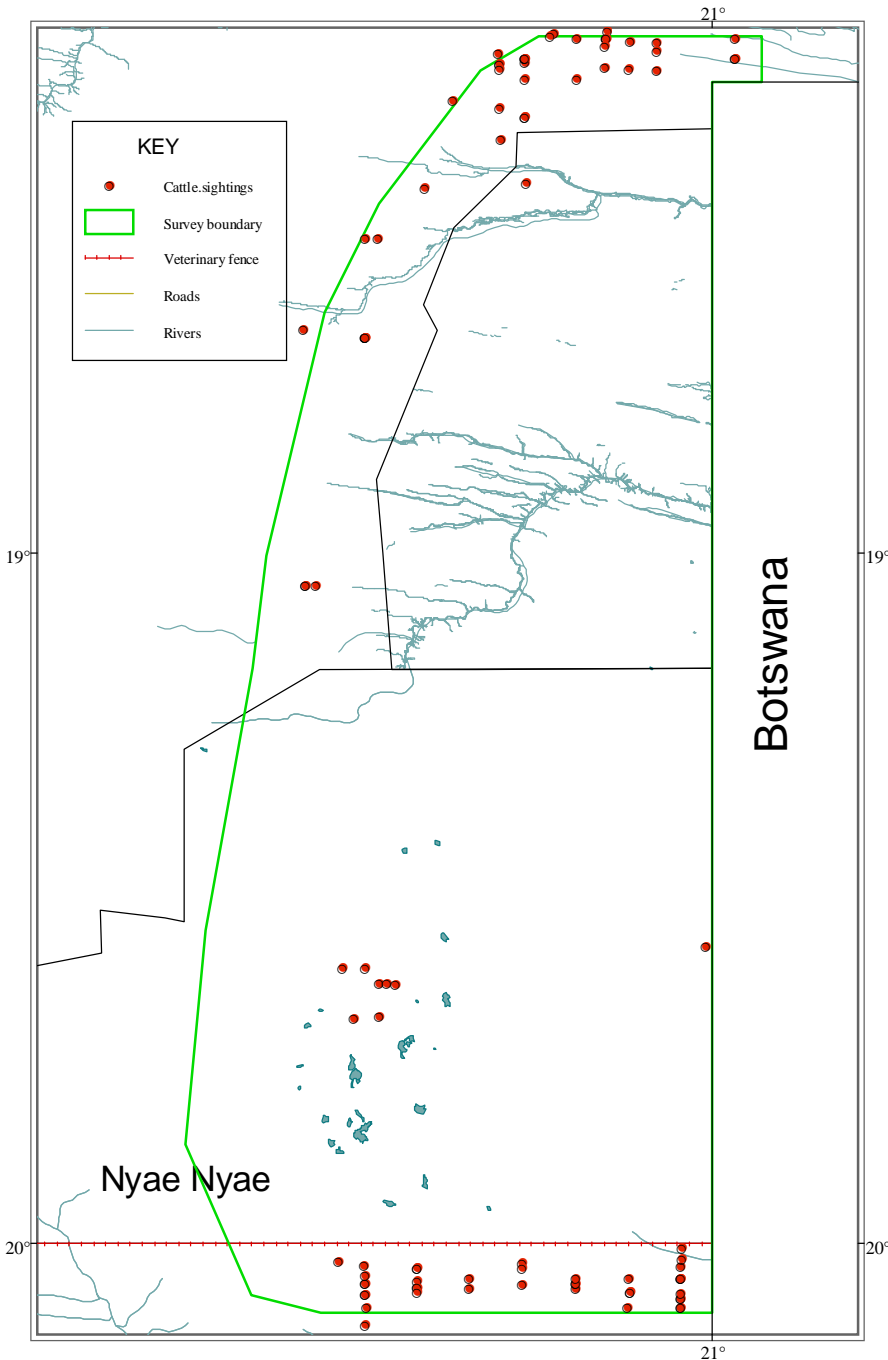 21°
KEY
Cattle.sightings
Survey boundary
Veterinary fence
Roads
Rivers
19°
19°
Botswana
Nyae Nyae
20°
20°
21°